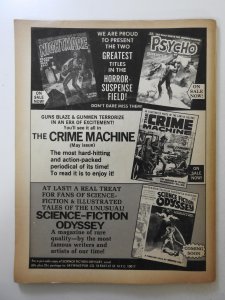 WE ARE PROUD
TO PRESENT
THE TWO
GREATEST
TITLES
IN THE
HORROR-
SUSPENSE
FIELD!
DON'T DARE MISS THEM!
NIGHTMARE
ON
SALE
NOW!
PSYCHO
ON SALE
NOW!
GUNS BLAZE & GUNMEN TERRORIZE
IN AN ERA OF EXCITEMENT!
You'll see it all in
THE CRIME MACHINE
(May issue)
The most hard-hitting
and action-packed
periodical of its time!
To read it is to enjoy it!
THE CRIME
MACHINE
ON
SALE
NOW!
AT LAST! A REAL TREAT
FOR FANS OF SCIENCE-
FICTION & ILLUSTRATED
TALES OF THE UNUSUAL!
SCIENCE-FICTION
ODYSSEY
A magazine of rare
quality—by the most
famous writers and
artists of our time!
SCIENCE-FICTION
ODYSSEY
COMING
SOON